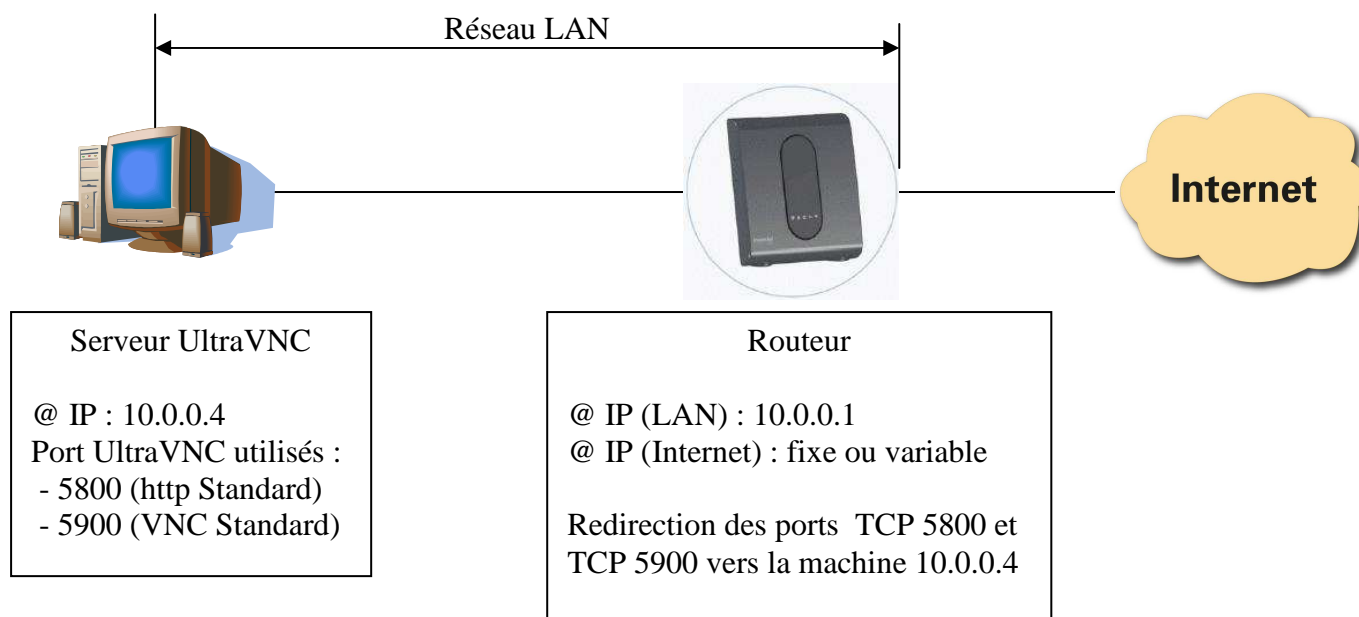 Réseau LAN
Internet
Serveur UltraVNC
@ IP : 10.0.0.4
Port UltraVNC utilisés :
- 5800 (http Standard)
- 5900 (VNC Standard)
Routeur
@ IP (LAN) : 10.0.0.1
@ IP (Internet) : fixe ou variable
Redirection des ports TCP 5800 et
TCP 5900 vers la machine 10.0.0.4